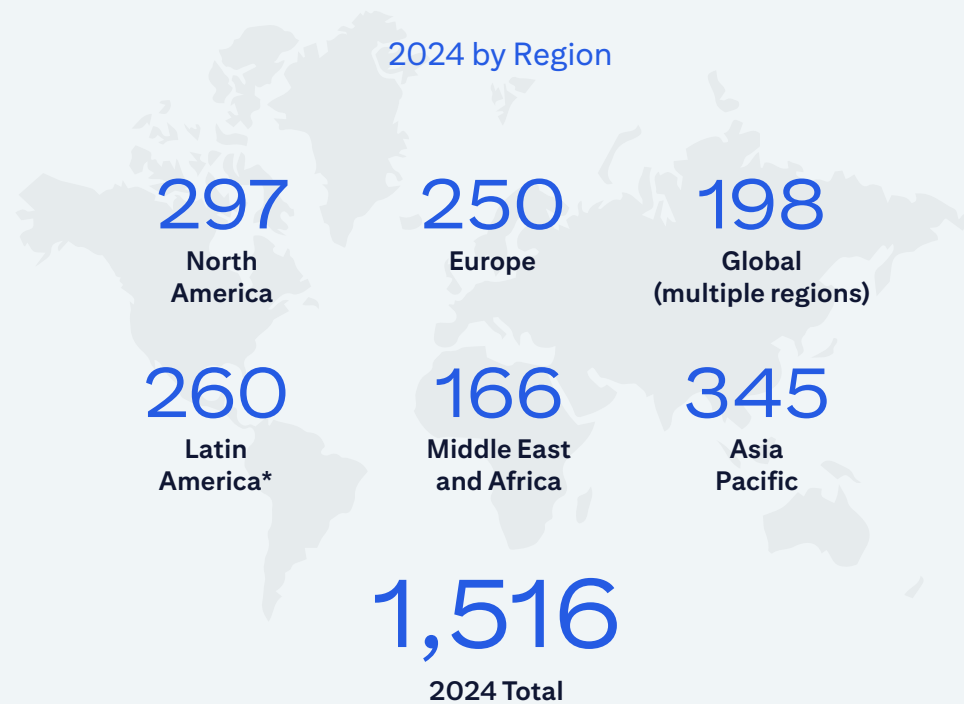 2024 by Region
297
North
America
250
Europe
198
Global
(multiple regions)
260
Latin
America*
166
Middle East
and Africa
345
Asia
Pacific
1,516
2024 Total